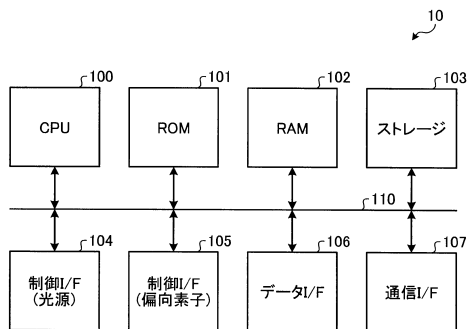 10
100
101
102
103
CPU
ROM
RAM
ストレージ
110
104
105
106
107
制御I/F
(光源)
制御I/F
(偏向素子)
データI/F
通信I/F